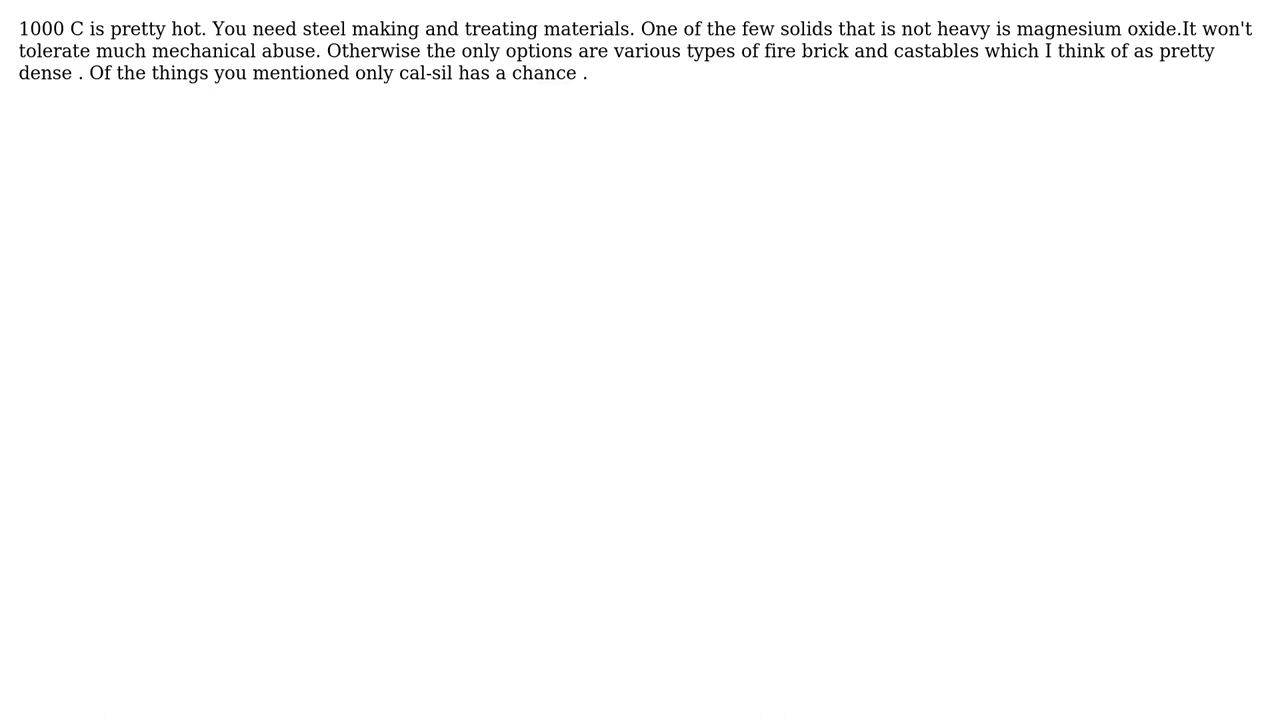 1000 C is pretty hot. You need steel making and treating materials. One of the few solids that is not heavy is magnesium oxide.It won't
tolerate much mechanical abuse. Otherwise the only options are various types of fire brick and castables which I think of as pretty
dense . Of the things you mentioned only cal-sil has a chance .